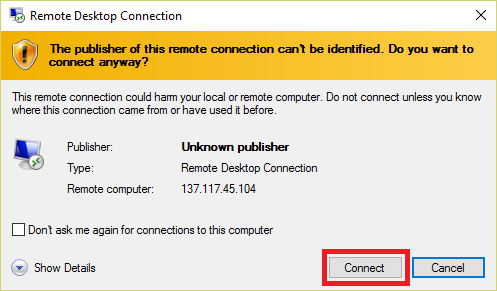 Remote Desktop Connection
The publisher of this remote connection can't be identified. Do you want to
connect anyway?
This remote connection could harm your local or remote computer. Do not connect unless you know
where this connection came from or have used it before.
Publisher: Unknown publisher
Type: Remote Desktop Connection
Remote computer: 137.117.45.104
Don't ask me again for connections to this computer
Show Details Connect Cancel